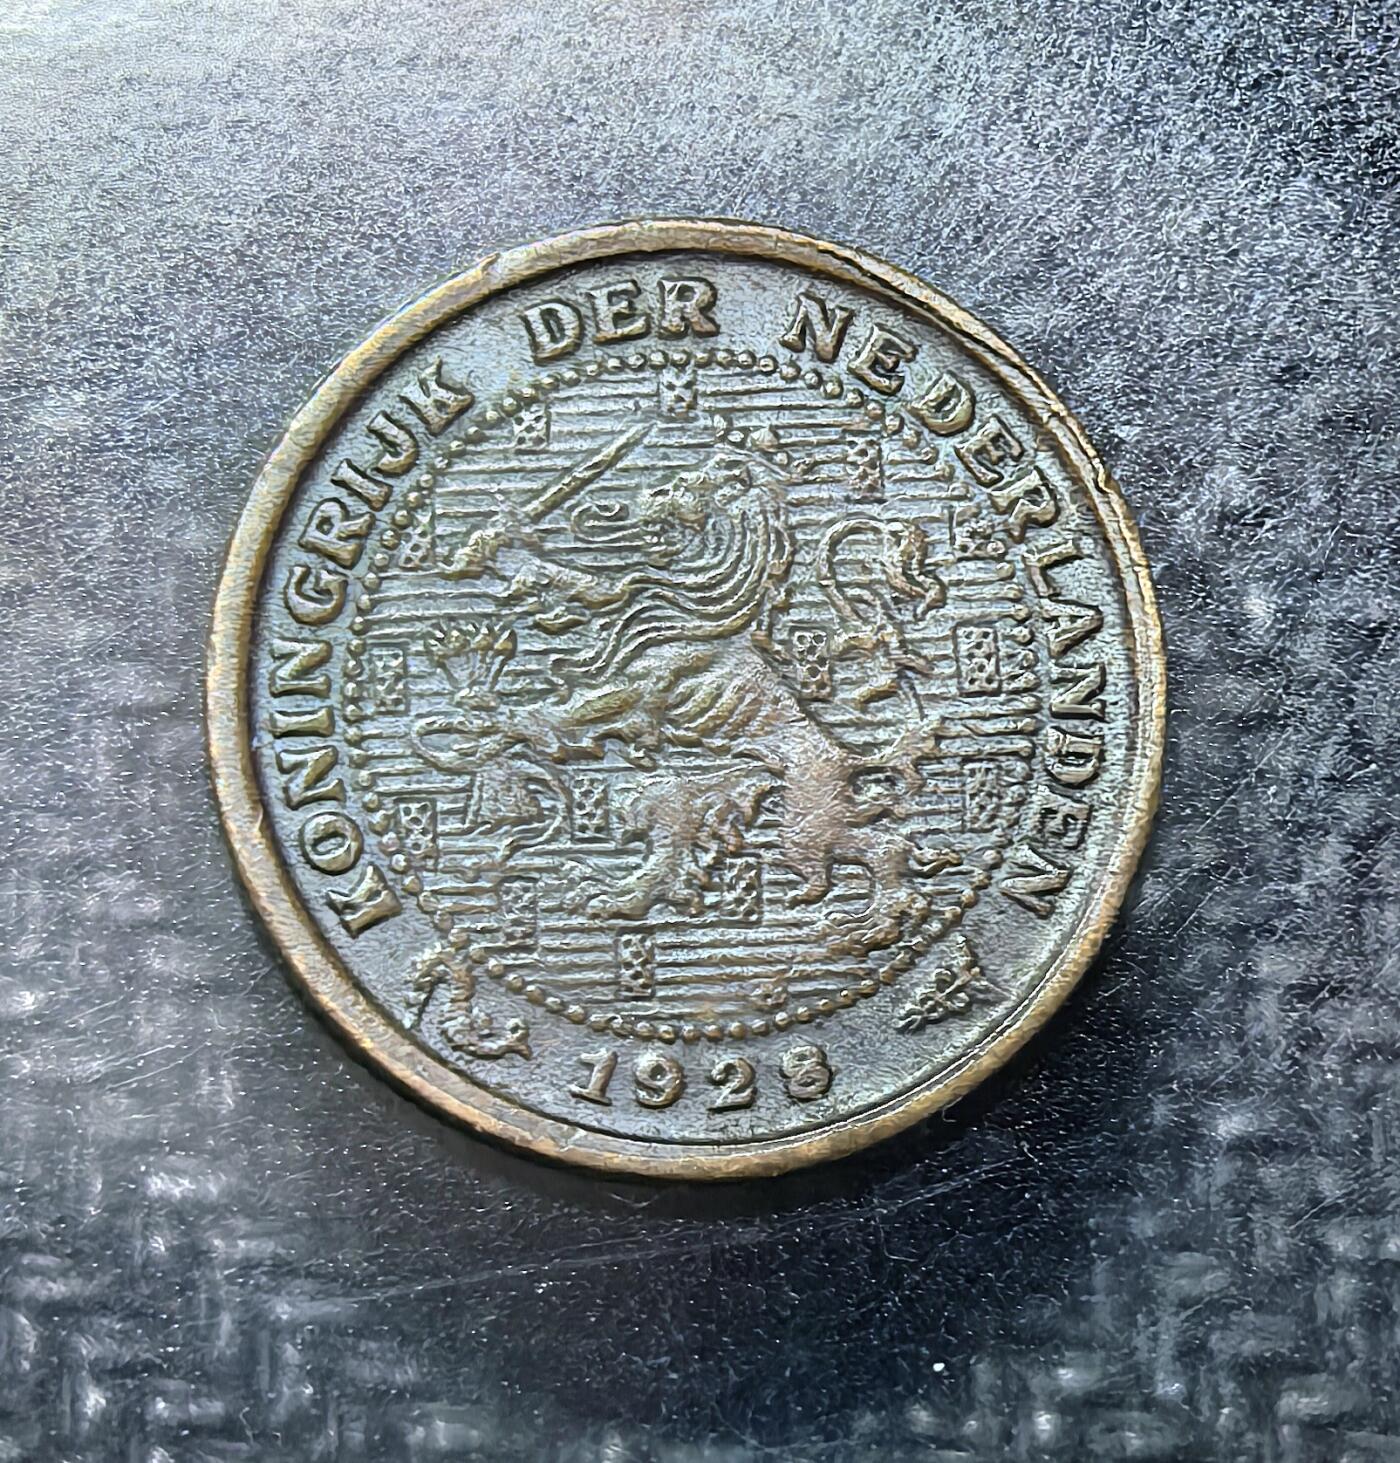 KONINGRIJK DER NEDERLANDEN
1928